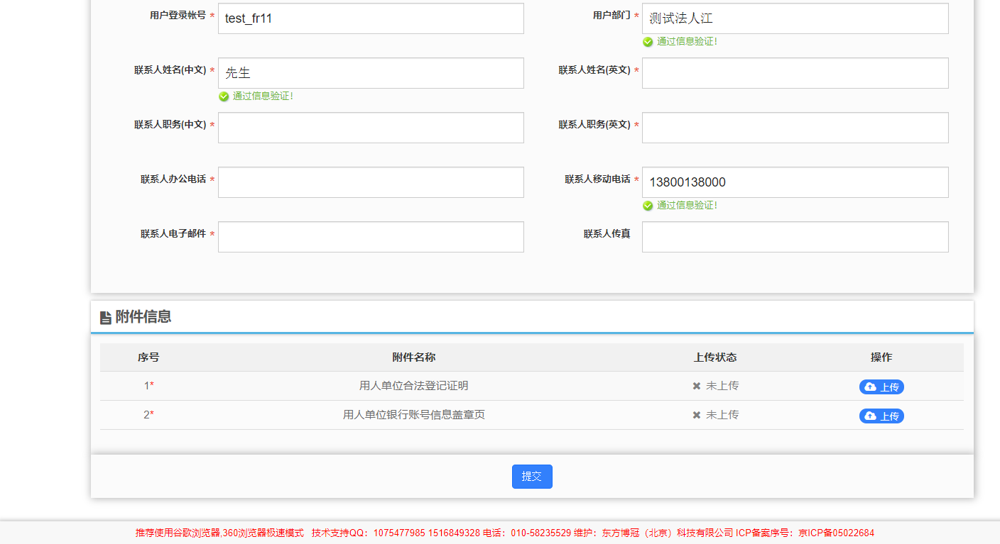 用户登录帐号 * test_fr11 用户部门 * 测试法人江
通过信息验证!
联系人姓名(中文) * 先生 联系人姓名(英文) *
通过信息验证!
联系人职务(中文) * 联系人职务(英文) *
联系人办公电话 * 联系人移动电话 * 13800138000
通过信息验证!
联系人电子邮件 * 联系人传真
附件信息
序号 附件名称 上传状态 操作
1* 用人单位合法登记证明 未上传 上传
2* 用人单位银行账号信息盖章页 未上传 上传
提交
推荐使用谷歌浏览器,360浏览器极速模式 技术支持QQ：1075477985 1516849328 电话：010-58235529 维护：东方博冠（北京）科技有限公司 ICP备案序号：京ICP备05022684